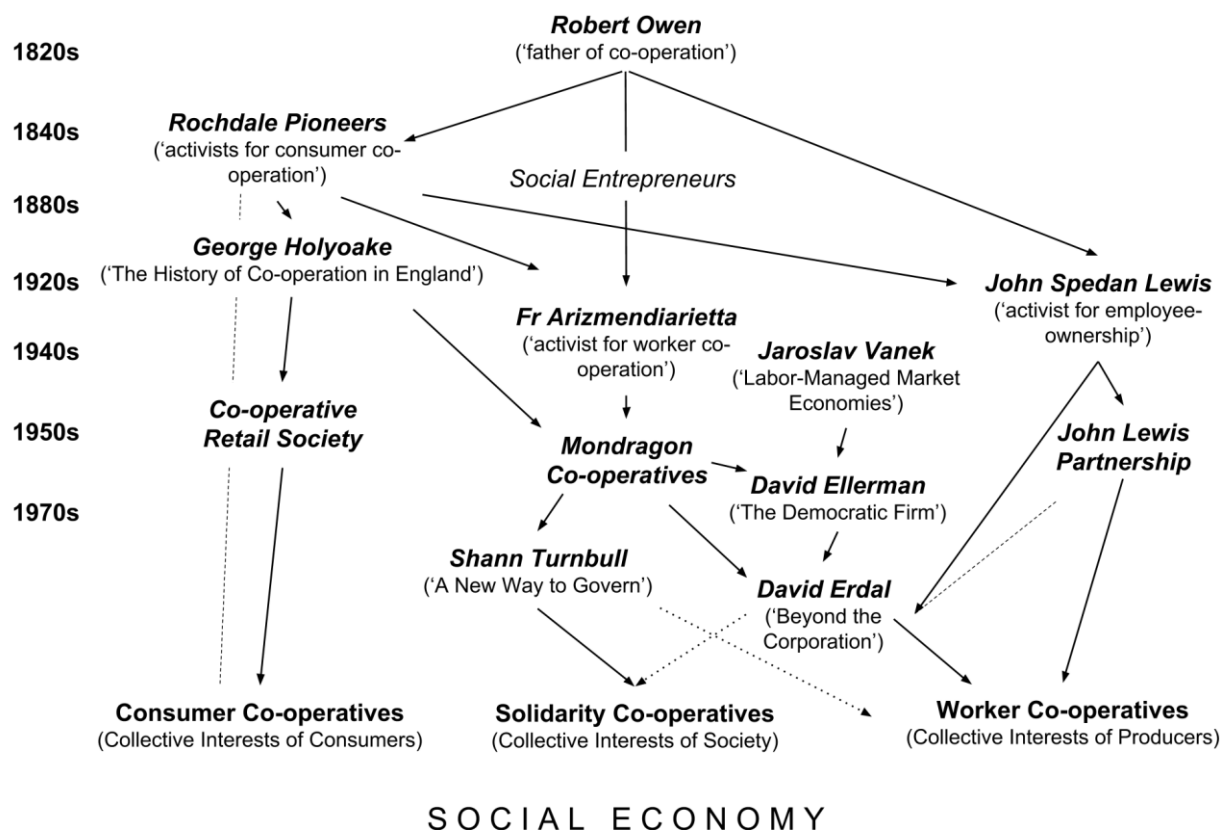 Robert Owen
1820s
(‘father of co-operation’)
Rochdale Pioneers
1840s
(‘activists for consumer co-
operation’)
Social Entrepreneurs
1880s
George Holyoake
(‘The History of Co-operation in England’)
1920s
John Spedan Lewis
(‘activist for employee-
ownership’)
Fr Arizmendiarietta
(‘activist for worker co-
operation’)
1940s
Jaroslav Vanek
(‘Labor-Managed Market
Economies’)
Co-operative
Retail Society
1950s
Mondragon
Co-operatives
John Lewis
Partnership
David Ellerman
(‘The Democratic Firm’)
1970s
Shann Turnbull
(‘A New Way to Govern’)
David Erdal
(‘Beyond the
Corporation’)
Consumer Co-operatives
(Collective Interests of Consumers)
Solidarity Co-operatives
(Collective Interests of Society)
Worker Co-operatives
(Collective Interests of Producers)
SOCIAL ECONOMY